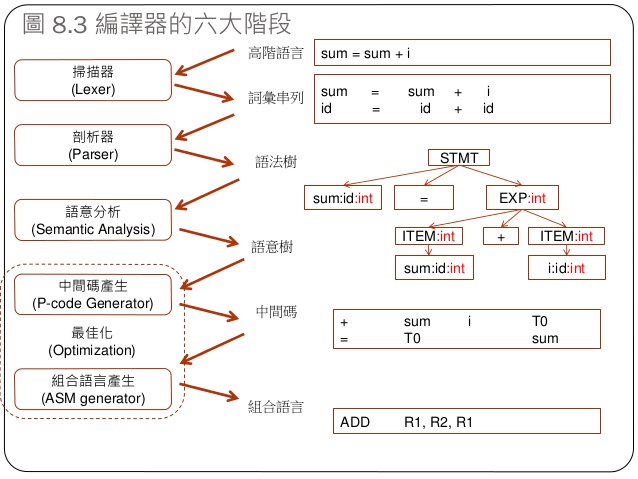 圖 8.3 編譯器的六大階段
高階語言
sum = sum + i
掃描器
(Lexer)
詞彙串列
sum = sum + i
id = id + id
剖析器
(Parser)
語法樹
STMT
sum:id:int
=
EXP:int
語意分析
(Semantic Analysis)
語意樹
ITEM:int
+
ITEM:int
sum:id:int
i:id:int
中間碼產生
(P-code Generator)
中間碼
+ sum i T0
= T0 sum
最佳化
(Optimization)
組合語言產生
(ASM generator)
組合語言
ADD R1, R2, R1